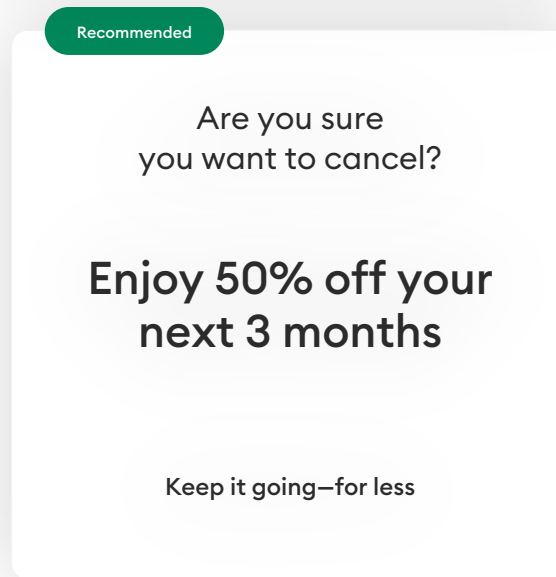 Recommended
Are you sure
you want to cancel?
Enjoy 50% off your
next 3 months
Keep it going—for less